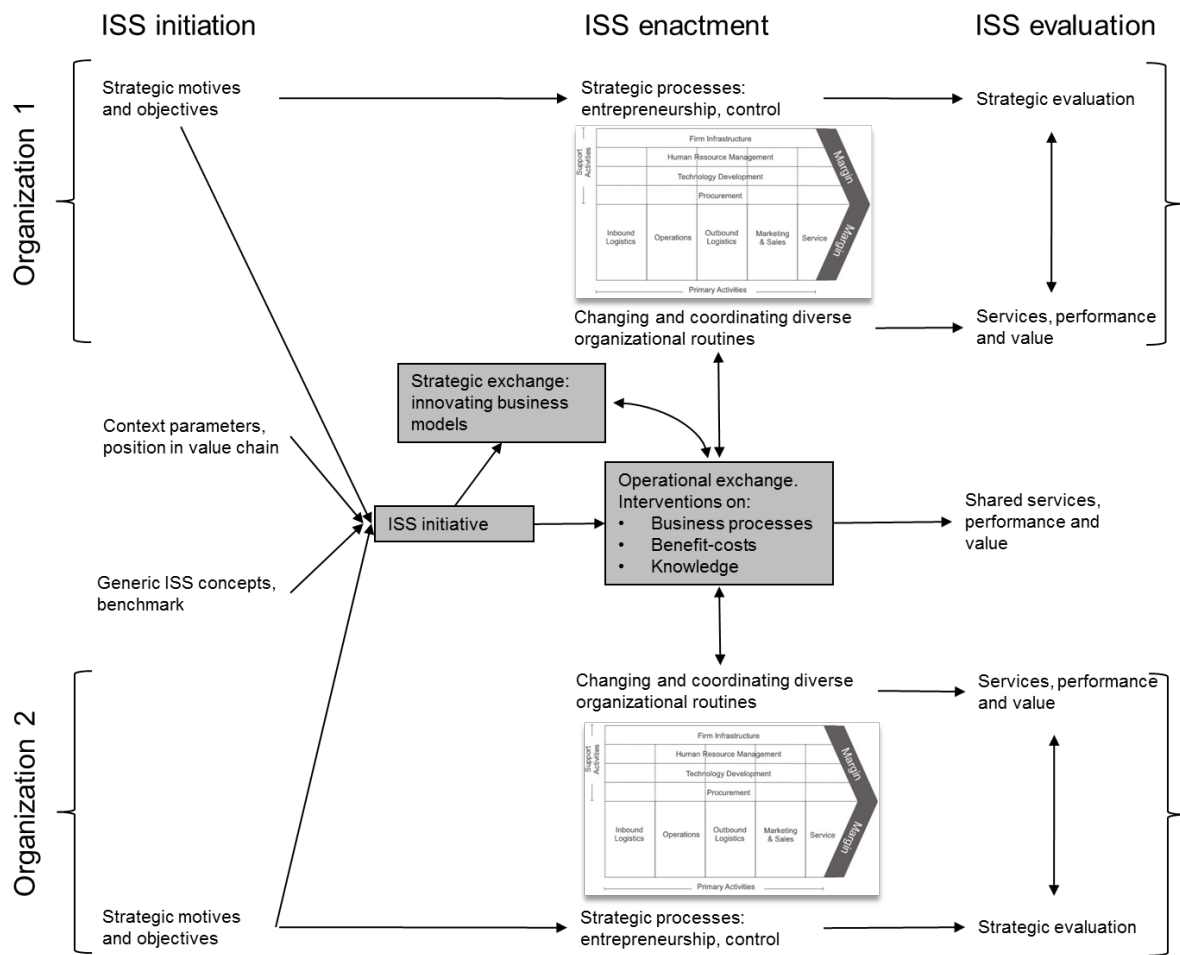 ISS initiation
ISS enactment
ISS evaluation
Organization 1
Strategic motives
and objectives
Strategic processes:
entrepreneurship, control
Strategic evaluation
Support
Activities
Firm Infrastructure
Human Resource Management
Technology Development
Procurement
Inbound
Logistics
Operations
Outbound
Logistics
Marketing
& Sales
Service
Margin
Margin
Primary Activities
Changing and coordinating diverse
organizational routines
Services, performance
and value
Strategic exchange:
innovating business
models
Context parameters,
position in value chain
ISS initiative
Operational exchange.
Interventions on:
• Business processes
• Benefit-costs
• Knowledge
Shared services,
performance and
value
Generic ISS concepts,
benchmark
Organization 2
Changing and coordinating diverse
organizational routines
Services, performance
and value
Support
Activities
Firm Infrastructure
Human Resource Management
Technology Development
Procurement
Inbound
Logistics
Operations
Outbound
Logistics
Marketing
& Sales
Service
Margin
Margin
Primary Activities
Strategic motives
and objectives
Strategic processes:
entrepreneurship, control
Strategic evaluation